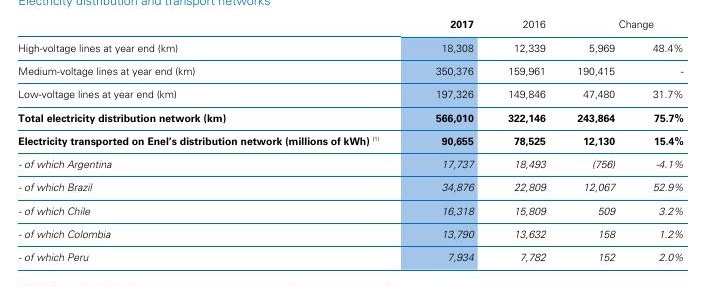 Electricity distribution and transport networks
2017 2016 Change
High-voltage lines at year end (km) 18,308 12,339 5,969 48.4%
Medium-voltage lines at year end (km) 350,376 159,961 190,415 -
Low-voltage lines at year end (km) 197,326 149,846 47,480 31.7%
Total electricity distribution network (km) 566,010 322,146 243,864 75.7%
Electricity transported on Enel's distribution network (millions of kWh) (1) 90,655 78,525 12,130 15.4%
- of which Argentina 17,737 18,493 (756) -4.1%
- of which Brazil 34,876 22,809 12,067 52.9%
- of which Chile 16,318 15,809 509 3.2%
- of which Colombia 13,790 13,632 158 1.2%
- of which Peru 7,934 7,782 152 2.0%